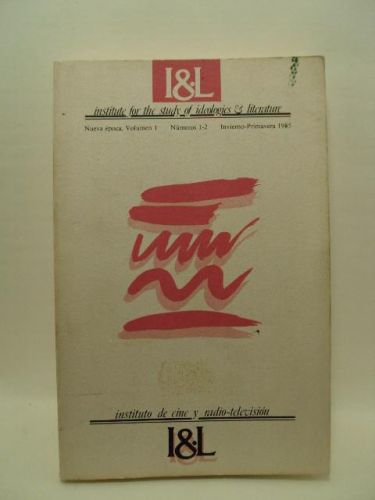 I&L
institute for the study of ideologies & literature
Nueva época, Volumen 1 Números 1-2 Invierno-Primavera 1985
instituto de cine y radio-televisión
I&L